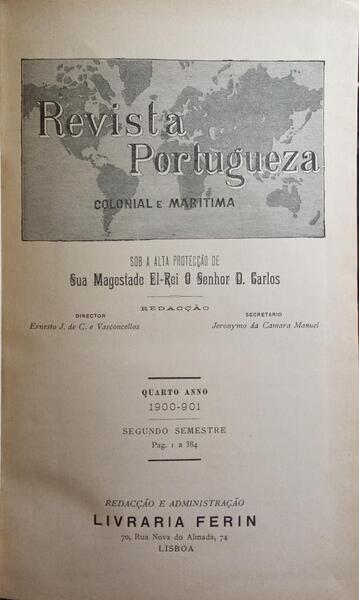 Revista
Portugueza
COLONIAL E MARITIMA
SOB A ALTA PROTECÇÃO DE
Sua Magestade El-Rei O Senhor D. Carlos
REDACÇÃO
DIRECTOR
Ernesto J. de C. e Vasconcellos
SECRETARIO
Jeronymo da Camara Manuel
QUARTO ANNO
1900-901
SEGUNDO SEMESTRE
Pag. 1 a 384
REDACÇÃO E ADMINISTRAÇÃO
LIVRARIA FERIN
70, Rua Nova do Almada, 74
LISBOA